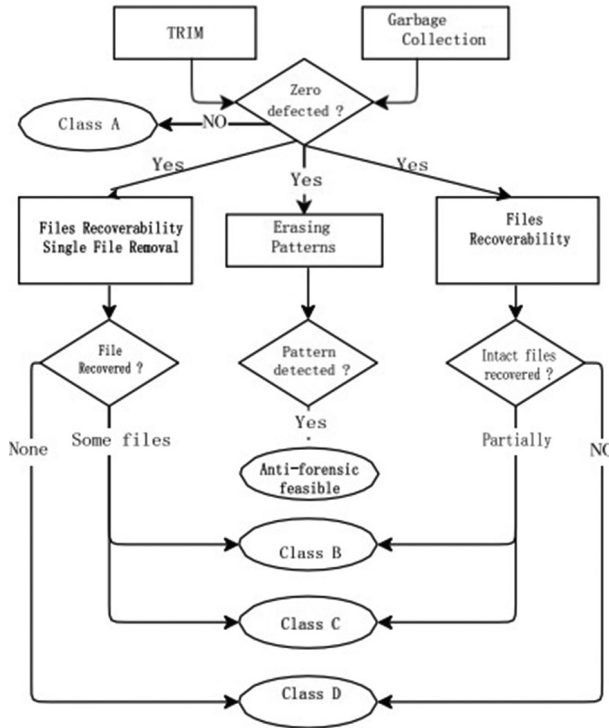 TRIM
Garbage
Collection
Zero
defected ?
Class A
NO
Yes
Yes
Yes
Files Recoverability
Single File Removal
Erasing
Patterns
Files
Recoverability
File
Recovered ?
Pattern
detected ?
Intact files
recovered ?
None
Some files
Yes
Partially
NO
Anti-forensic
feasible
Class B
Class C
Class D